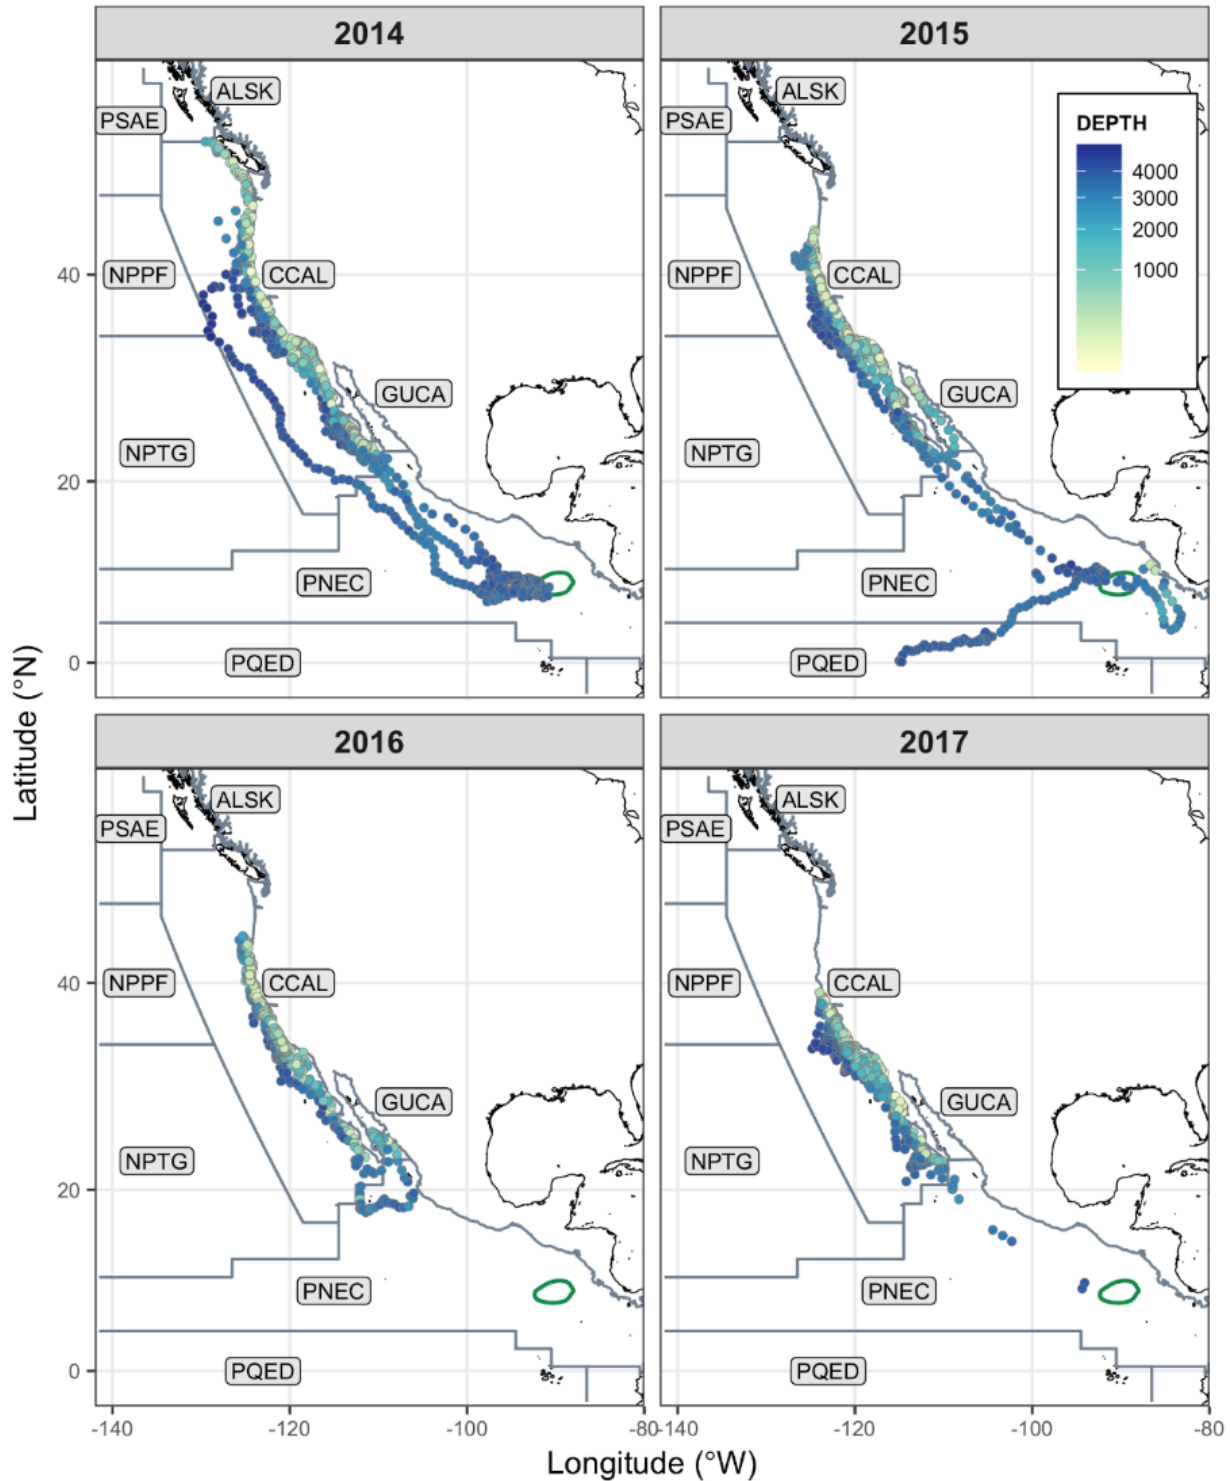 2014
2015
ALSK
PSAE
NPPF
CCAL
GUCA
NPTG
PNEC
PQED
40
20
0
ALSK
PSAE
NPPF
CCAL
GUCA
NPTG
PNEC
PQED
DEPTH
4000
3000
2000
1000
Latitude (°N)
2016
2017
ALSK
PSAE
NPPF
CCAL
GUCA
NPTG
PNEC
PQED
40
20
0
ALSK
PSAE
NPPF
CCAL
GUCA
NPTG
PNEC
PQED
-140 -120 -100 -80 -140 -120 -100 -80
Longitude (°W)